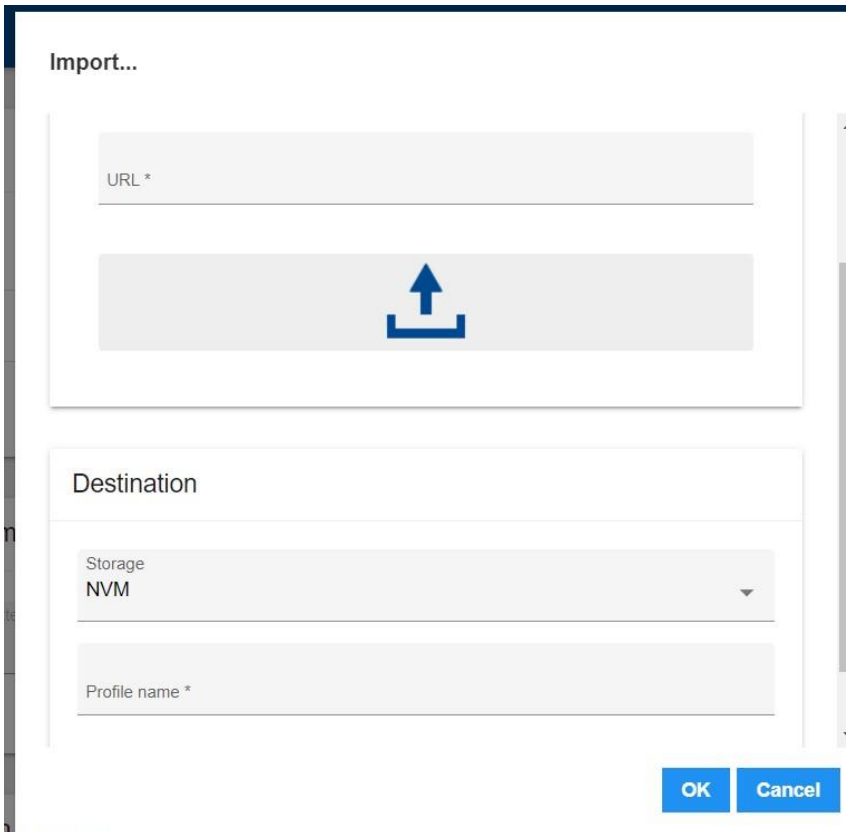 Import...
URL *
Destination
Storage
NVM
Profile name *
OK
Cancel